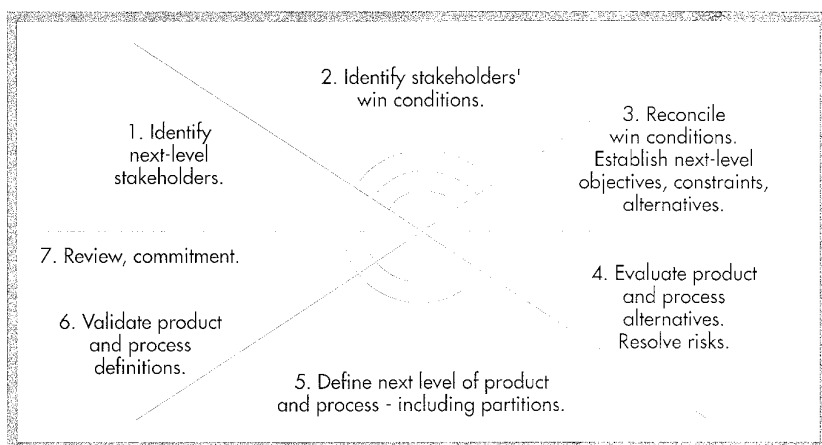 1. Identify
next-level
stakeholders.
2. Identify stakeholders'
win conditions.
3. Reconcile
win conditions.
Establish next-level
objectives, constraints,
alternatives.
4. Evaluate product
and process
alternatives.
Resolve risks.
5. Define next level of product
and process - including partitions.
6. Validate product
and process
definitions.
7. Review, commitment.